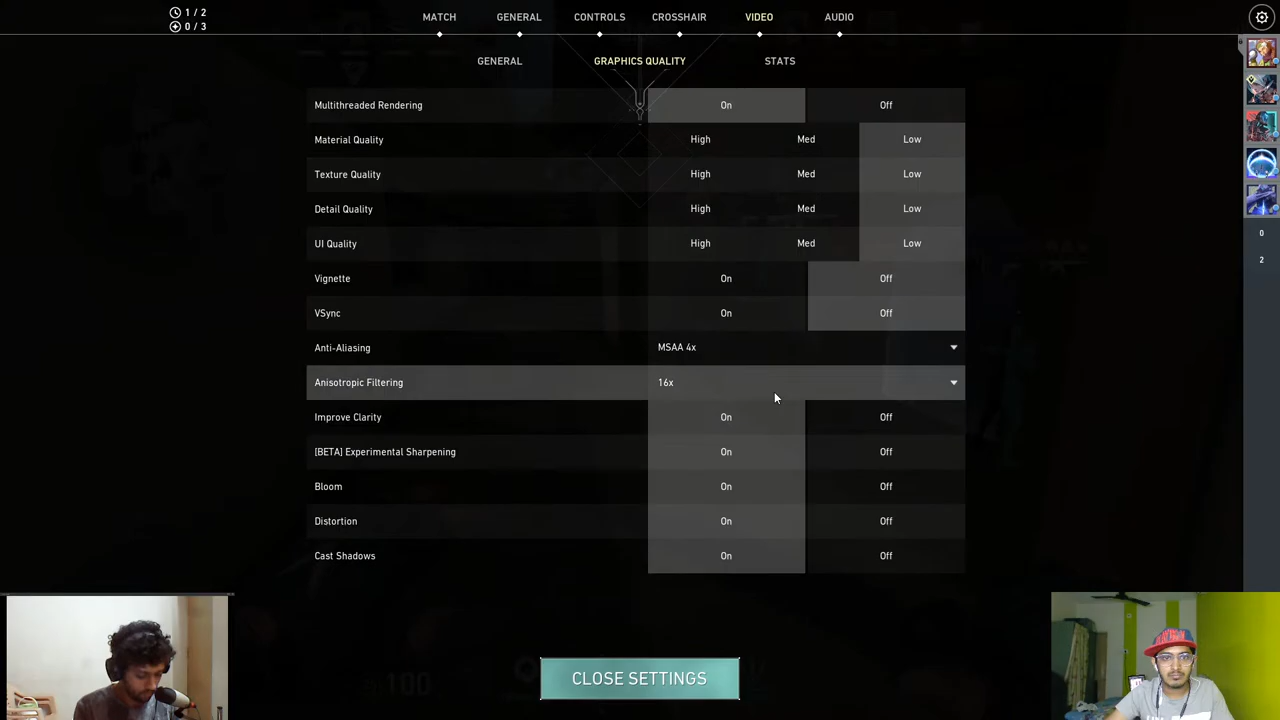 1 / 2
0 / 3
MATCH GENERAL CONTROLS CROSSHAIR VIDEO AUDIO
GENERAL GRAPHICS QUALITY STATS
Multithreaded Rendering On Off
Material Quality High Med Low
Texture Quality High Med Low
Detail Quality High Med Low
UI Quality High Med Low
Vignette On Off
VSync On Off
Anti-Aliasing MSAA 4x
Anisotropic Filtering 16x
Improve Clarity On Off
[BETA] Experimental Sharpening On Off
Bloom On Off
Distortion On Off
Cast Shadows On Off
0
2
100
CLOSE SETTINGS